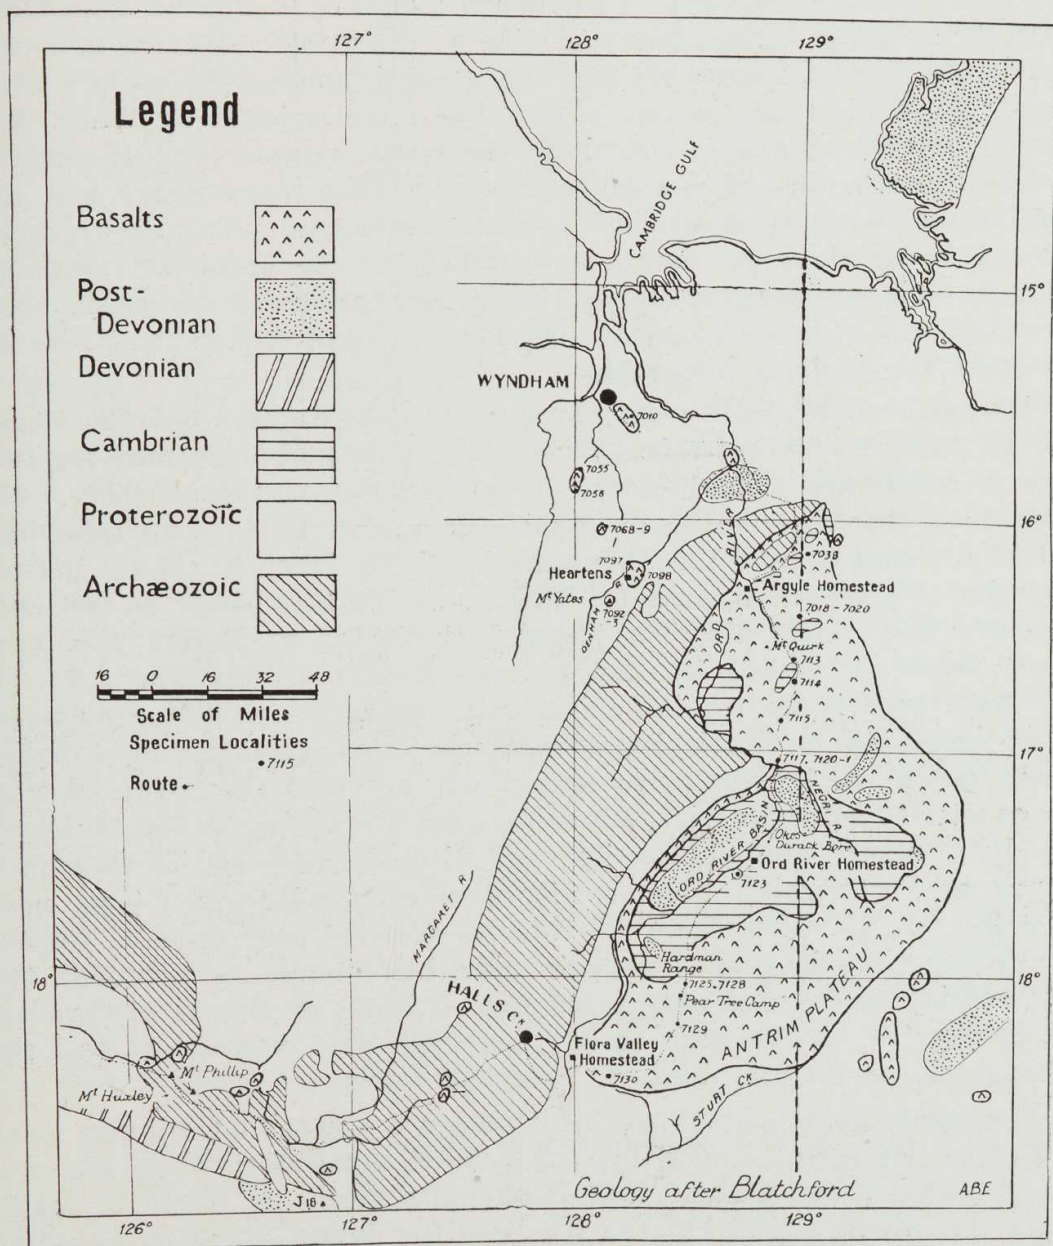 127°
128°
129°
Legend
Basalts
Post-
Devonian
Devonian
Cambrian
Proterozoïc
Archæozoic
16 0 16 32 48
Scale of Miles
Specimen Localities
•7115
Route
CAMBRIDGE GULF
15°
WYNDHAM
7010
7055
7058
16°
7068-9
7038
7097
Heartens
7098
Mt Yates
7092
-3
DENHAM R
ORD RIVER
Argyle Homestead
7018-7020
Mt Quirk
7113
7114
7115
17°
7117, 7120-1
NEGRI R.
ORD RIVER BASIN
Okes
Durack Bore
Ord River Homestead
7123
MARGARET R.
18°
18°
Hardman
Range
7125-7128
Pear Tree Camp
7129
HALLS CK
ANTRIM PLATEAU
Flora Valley
Homestead
7130
STURT CK
Mt Phillip
Mt Huxley
J18
Geology after Blatchford
A.B.E
126°
127°
128°
129°